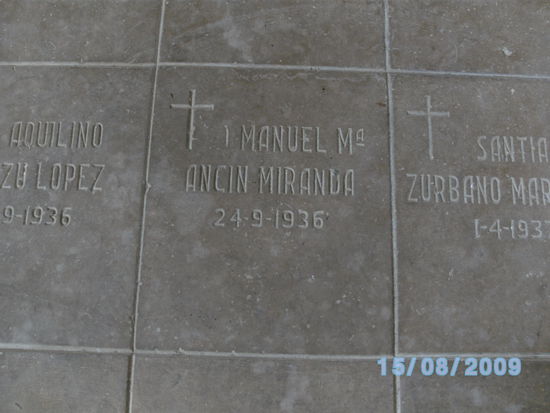 AQUILINO
ZU LOPEZ
9-1936
MANUEL Mª
ANCIN-MIRANDA
24-9-1936
SANTIA
ZURBANO MAR
1-4-193
15/08/2009